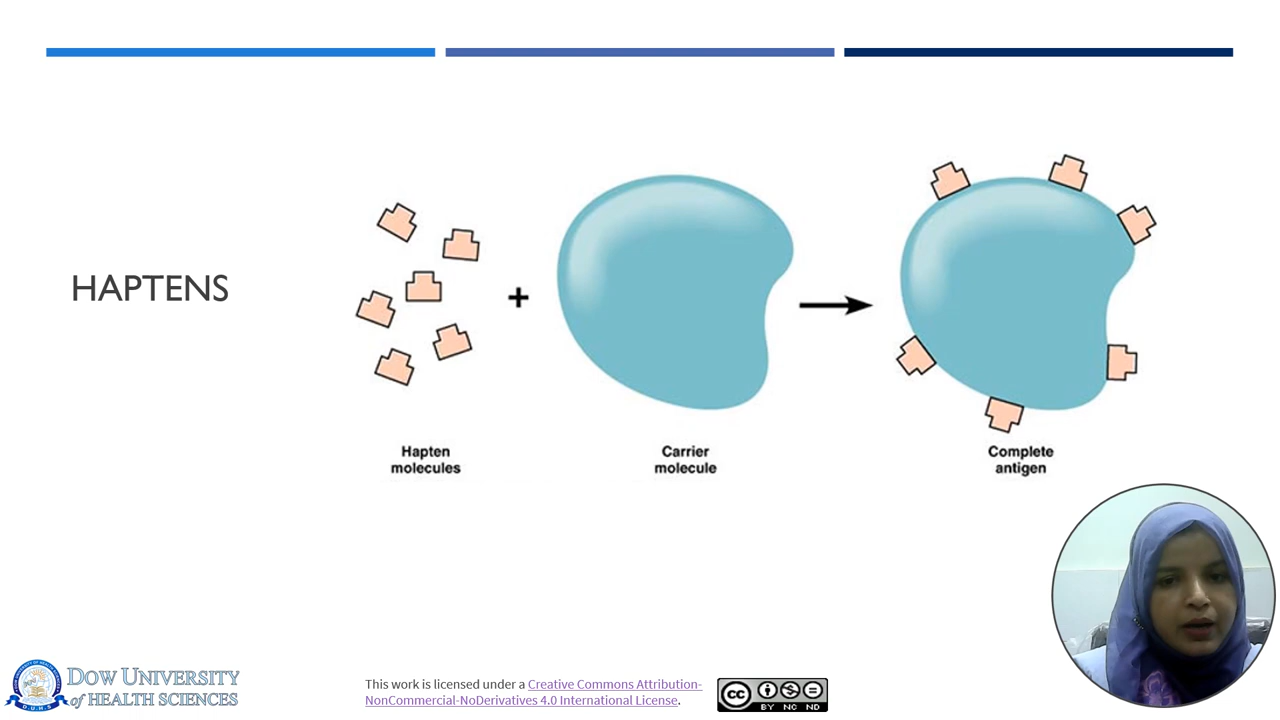 HAPTENS
+
Hapten
molecules
Carrier
molecule
Complete
antigen
DOW UNIVERSITY
of HEALTH SCIENCES
D.U.H.S
This work is licensed under a Creative Commons Attribution-
NonCommercial-NoDerivatives 4.0 International License.
cc
BY NC ND